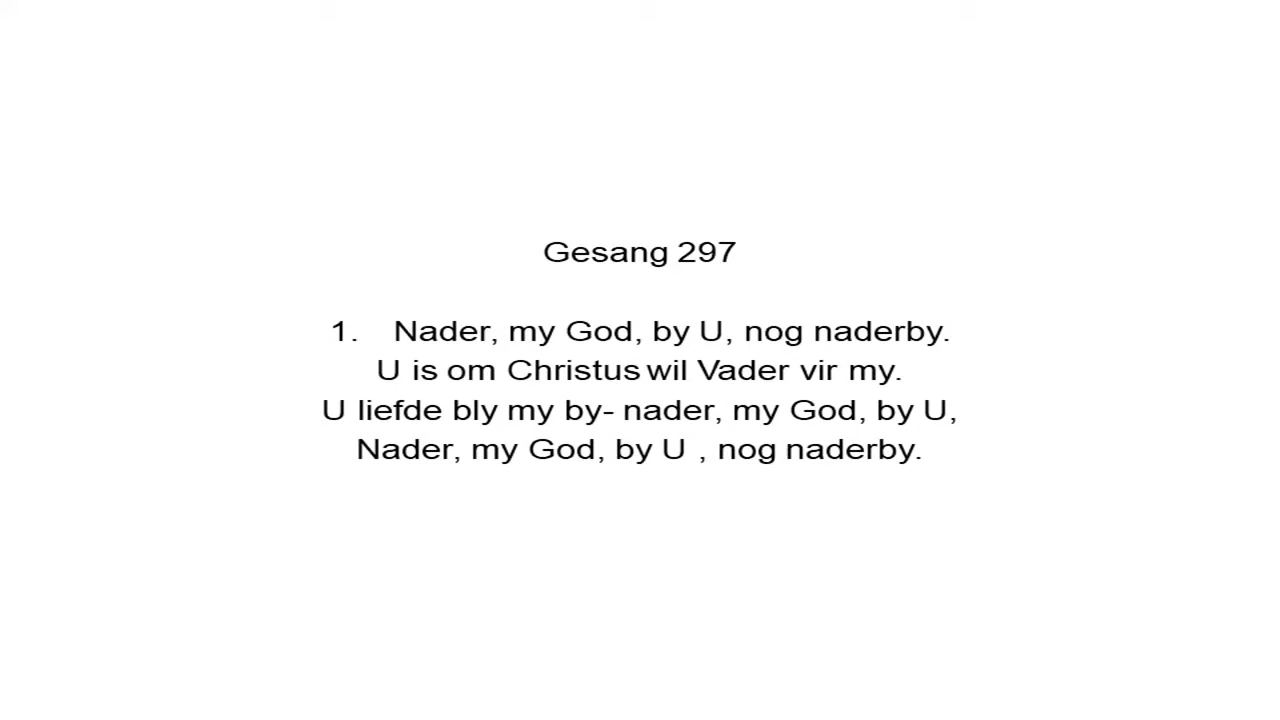 Gesang 297
1. Nader, my God, by U, nog naderby.
U is om Christus wil Vader vir my.
U liefde bly my by- nader, my God, by U,
Nader, my God, by U , nog naderby.